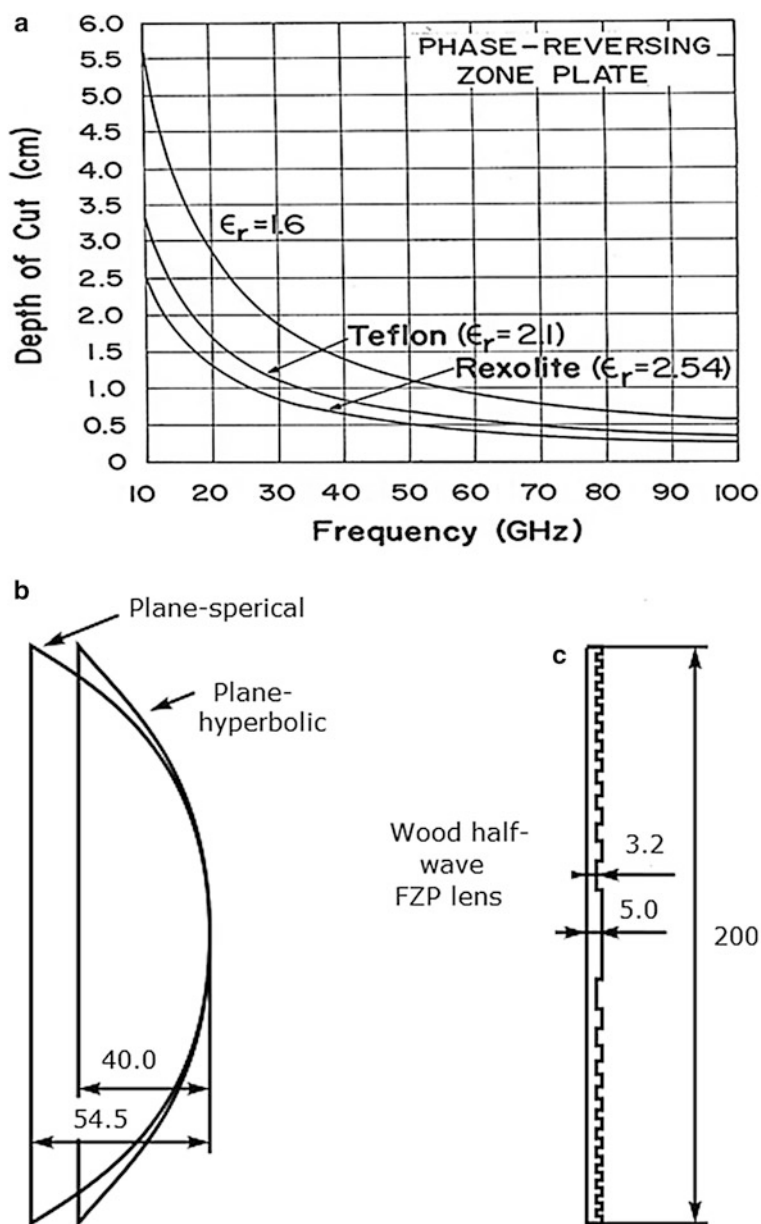 a
6.0
5.5
5.0
4.5
4.0
3.5
3.0
2.5
2.0
1.5
1.0
0.5
0
Depth of Cut (cm)
PHASE-REVERSING
ZONE PLATE
ϵr=1.6
Teflon (ϵr=2.1)
Rexolite (ϵr=2.54)
10 20 30 40 50 60 70 80 90 100
Frequency (GHz)
b
Plane-sperical
Plane-
hyperbolic
40.0
54.5
c
Wood half-
wave
FZP lens
3.2
5.0
200